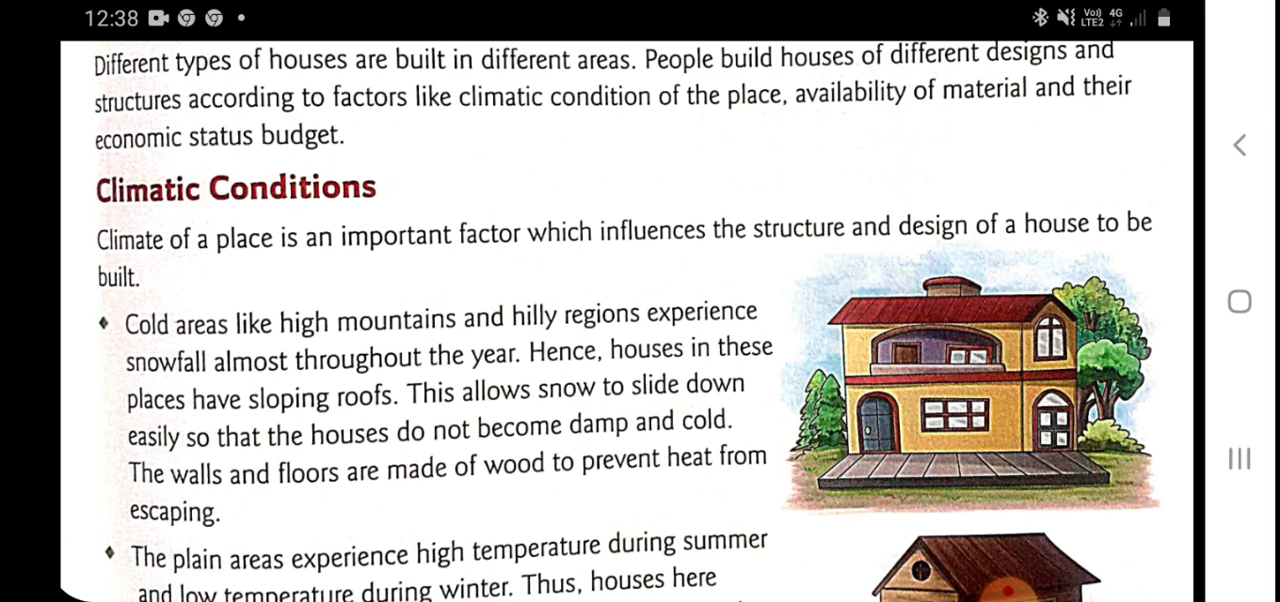 12:38
Vo))
4G
LTE2
Different types of houses are built in different areas. People build houses of different designs and
structures according to factors like climatic condition of the place, availability of material and their
economic status budget.
Climatic Conditions
Climate of a place is an important factor which influences the structure and design of a house to be
built.
Cold areas like high mountains and hilly regions experience
snowfall almost throughout the year. Hence, houses in these
places have sloping roofs. This allows snow to slide down
easily so that the houses do not become damp and cold.
The walls and floors are made of wood to prevent heat from
escaping.
The plain areas experience high temperature during summer
and low temperature during winter. Thus, houses here